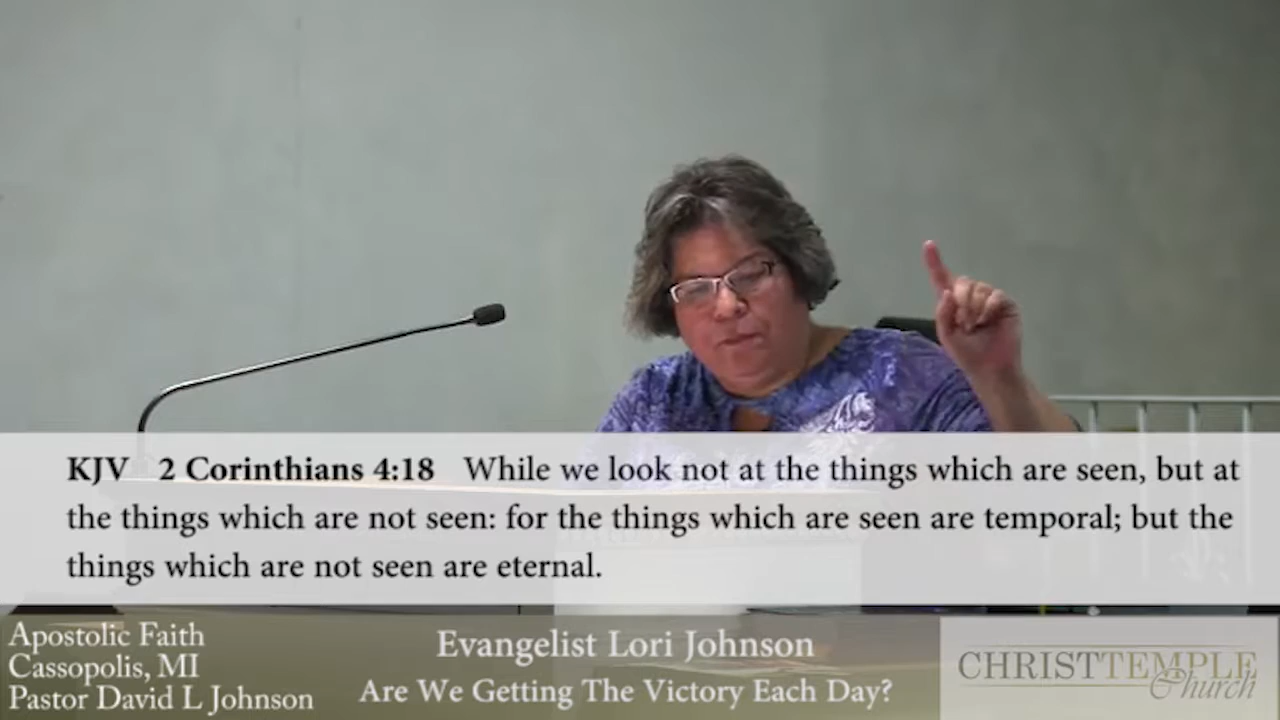 KJV 2 Corinthians 4:18 While we look not at the things which are seen, but at
the things which are not seen: for the things which are seen are temporal; but the
things which are not seen are eternal.
Apostolic Faith
Cassopolis, MI
Pastor David L Johnson
Evangelist Lori Johnson
Are We Getting The Victory Each Day?
CHRISTTEMPLE
Church